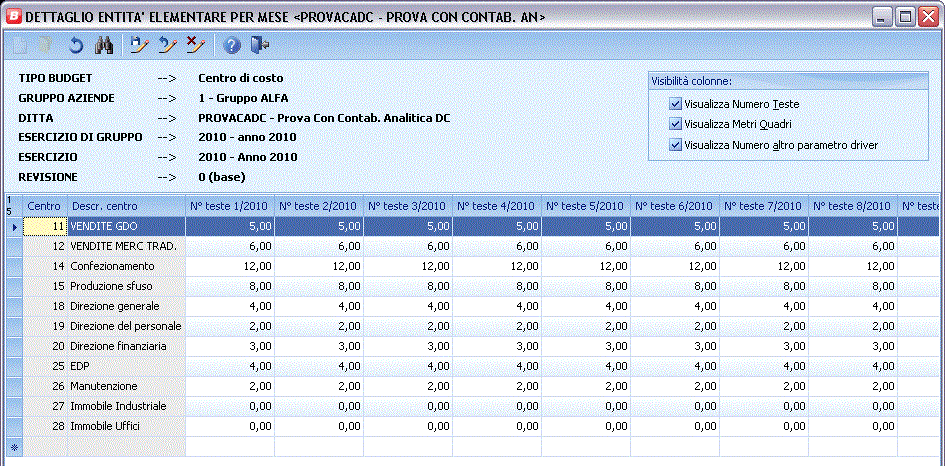 DETTAGLIO ENTITA' ELEMENTARE PER MESE <PROVACADC - PROVA CON CONTAB. AN>
TIPO BUDGET --> Centro di costo
GRUPPO AZIENDE --> 1 - Gruppo ALFA
DITTA --> PROVACADC - Prova Con Contab. Analitica DC
ESERCIZIO DI GRUPPO --> 2010 - anno 2010
ESERCIZIO --> 2010 - Anno 2010
REVISIONE --> 0 (base)
Visibilità colonne:
Visualizza Numero Teste
Visualizza Metri Quadri
Visualizza Numero altro parametro driver
1 5 Centro Descr. centro N° teste 1/2010 N° teste 2/2010 N° teste 3/2010 N° teste 4/2010 N° teste 5/2010 N° teste 6/2010 N° teste 7/2010 N° teste 8/2010 N° teste
11 VENDITE GDO 5,00 5,00 5,00 5,00 5,00 5,00 5,00 5,00
12 VENDITE MERC TRAD. 6,00 6,00 6,00 6,00 6,00 6,00 6,00 6,00
14 Confezionamento 12,00 12,00 12,00 12,00 12,00 12,00 12,00 12,00
15 Produzione sfuso 8,00 8,00 8,00 8,00 8,00 8,00 8,00 8,00
18 Direzione generale 4,00 4,00 4,00 4,00 4,00 4,00 4,00 4,00
19 Direzione del personale 2,00 2,00 2,00 2,00 2,00 2,00 2,00 2,00
20 Direzione finanziaria 3,00 3,00 3,00 3,00 3,00 3,00 3,00 3,00
25 EDP 4,00 4,00 4,00 4,00 4,00 4,00 4,00 4,00
26 Manutenzione 2,00 2,00 2,00 2,00 2,00 2,00 2,00 2,00
27 Immobile Industriale 0,00 0,00 0,00 0,00 0,00 0,00 0,00 0,00
28 Immobile Uffici 0,00 0,00 0,00 0,00 0,00 0,00 0,00 0,00